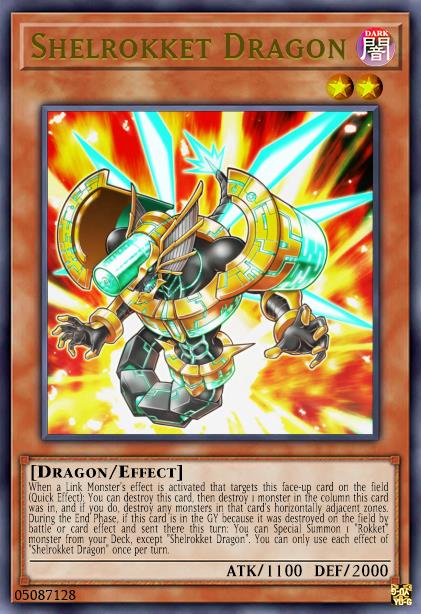 Shelrokket Dragon
DARK
闇
[Dragon/Effect]
When a Link Monster's effect is activated that targets this face-up card on the field
(Quick Effect): You can destroy this card, then destroy 1 monster in the column this card
was in, and if you do, destroy any monsters in that card's horizontally adjacent zones.
During the End Phase, if this card is in the GY because it was destroyed on the field by
battle or card effect and sent there this turn: You can Special Summon 1 "Rokket"
monster from your Deck, except "Shelrokket Dragon". You can only use each effect of
"Shelrokket Dragon" once per turn.
ATK/1100 DEF/2000
05087128